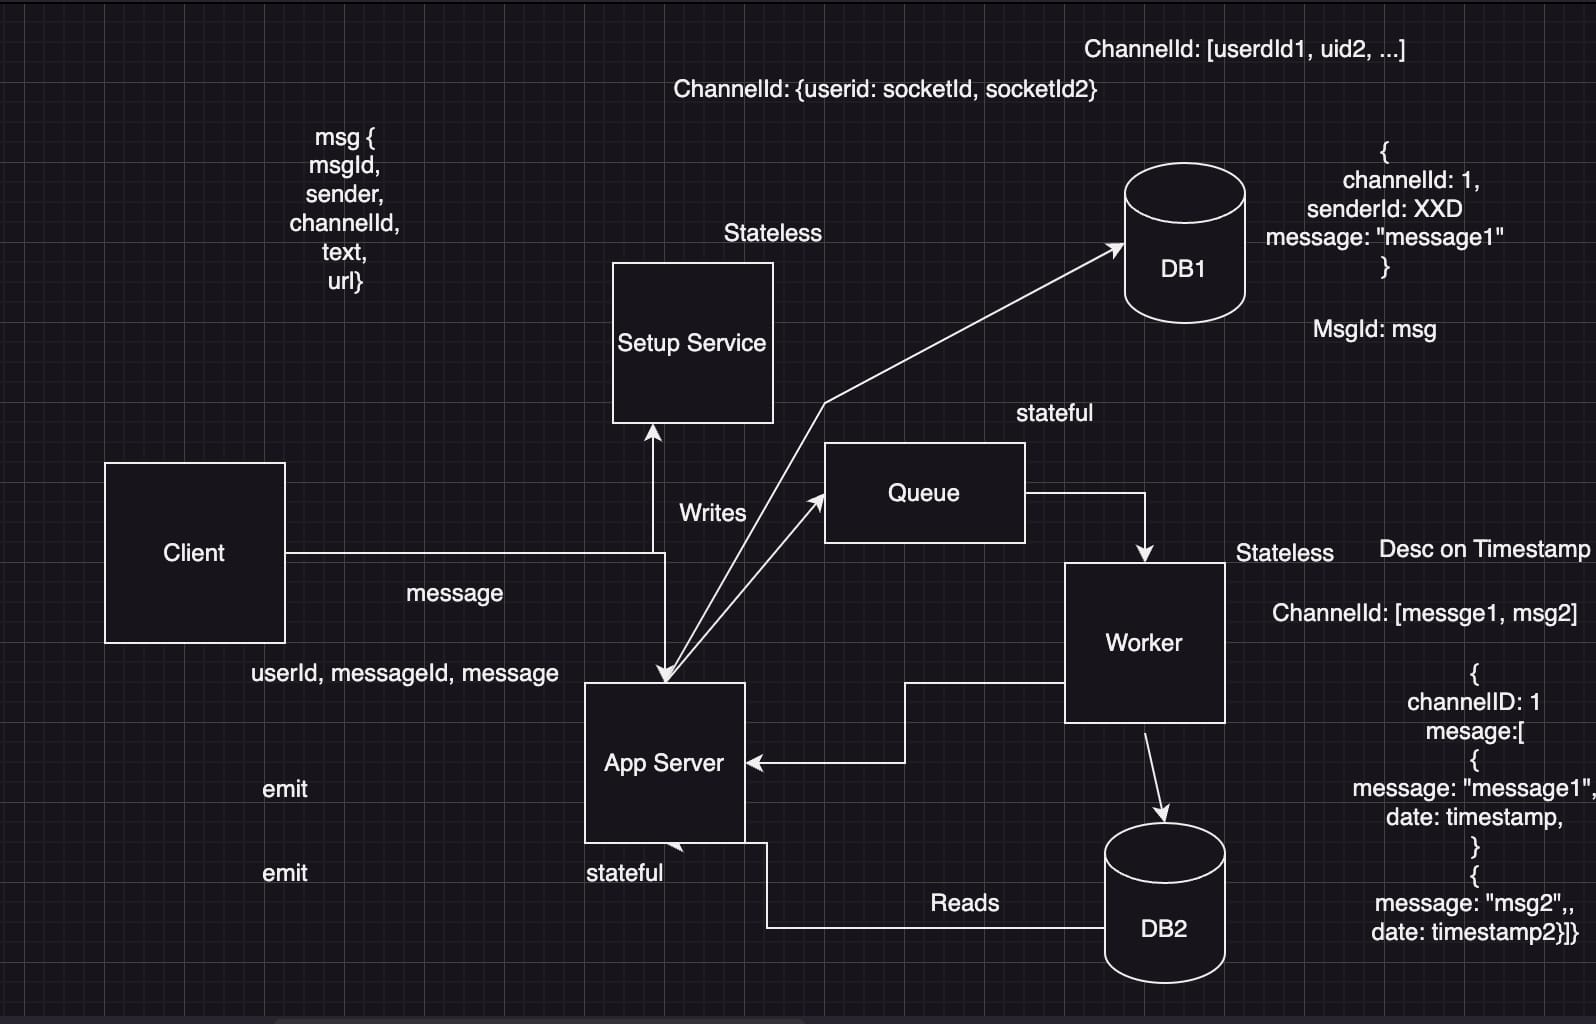 ChannelId: [userdId1, uid2, ...]
ChannelId: {userid: socketId, socketId2}
msg {
msgId,
sender,
channelId,
text,
url}
Stateless
Setup Service
DB1
{
channelId: 1,
senderId: XXD
message: "message1"
}
MsgId: msg
stateful
Queue
Writes
Client
message
userId, messageId, message
Stateless
Desc on Timestamp
Worker
ChannelId: [messge1, msg2]
App Server
emit
emit
stateful
Reads
DB2
{
channelID: 1
mesage:[
{
message: "message1",
date: timestamp,
}
{
message: "msg2",,
date: timestamp2}]}